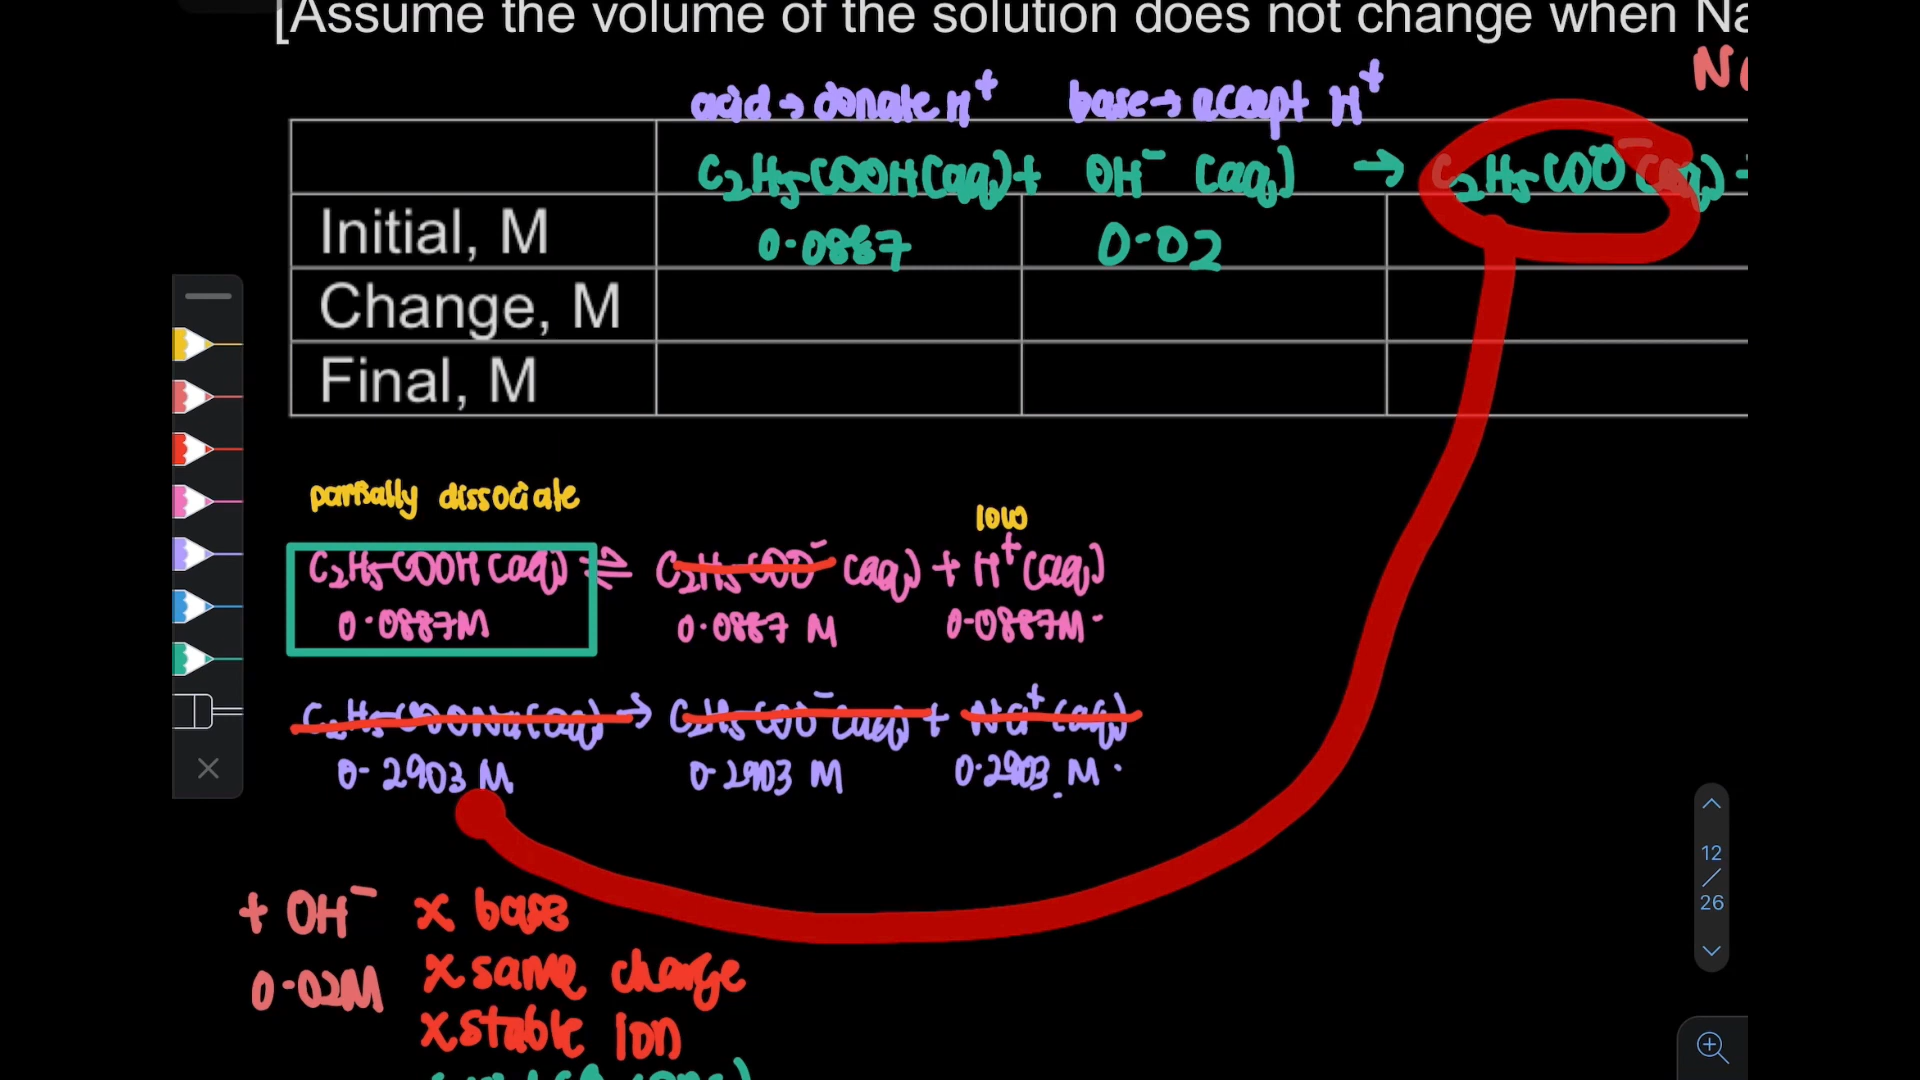 [Assume the volume of the solution does not change when Na
acid → donate H⁺ base → accept H⁺
C₂H₅COOH(aq) + OH⁻ (aq) → C₂H₅COO⁻(aq) +
Initial, M 0.0887 0.02
Change, M
Final, M
partially dissociate
low
C₂H₅COOH(aq) ⇌ C₂H₅COO⁻ (aq) + H⁺(aq)
0.0887M 0.0887 M 0.0887M.
C₂H₅COONa(aq) → C₂H₅COO⁻(aq) + Na⁺(aq)
0.2903 M 0.2903 M 0.2903 M.
+ OH⁻ x base
0.02M x same charge
x stable ion
12
/
26